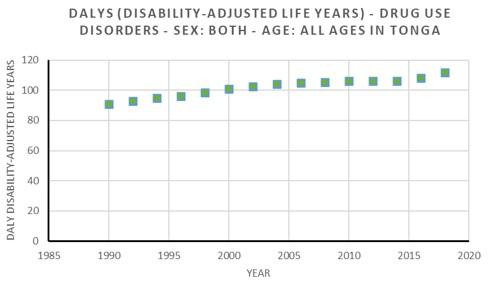 DALYS (DISABILITY-ADJUSTED LIFE YEARS) - DRUG USE
DISORDERS - SEX: BOTH - AGE: ALL AGES IN TONGA
DALY DISABILITY-ADJUSTED LIFE YEARS
120
100
80
60
40
20
0
1985 1990 1995 2000 2005 2010 2015 2020
YEAR